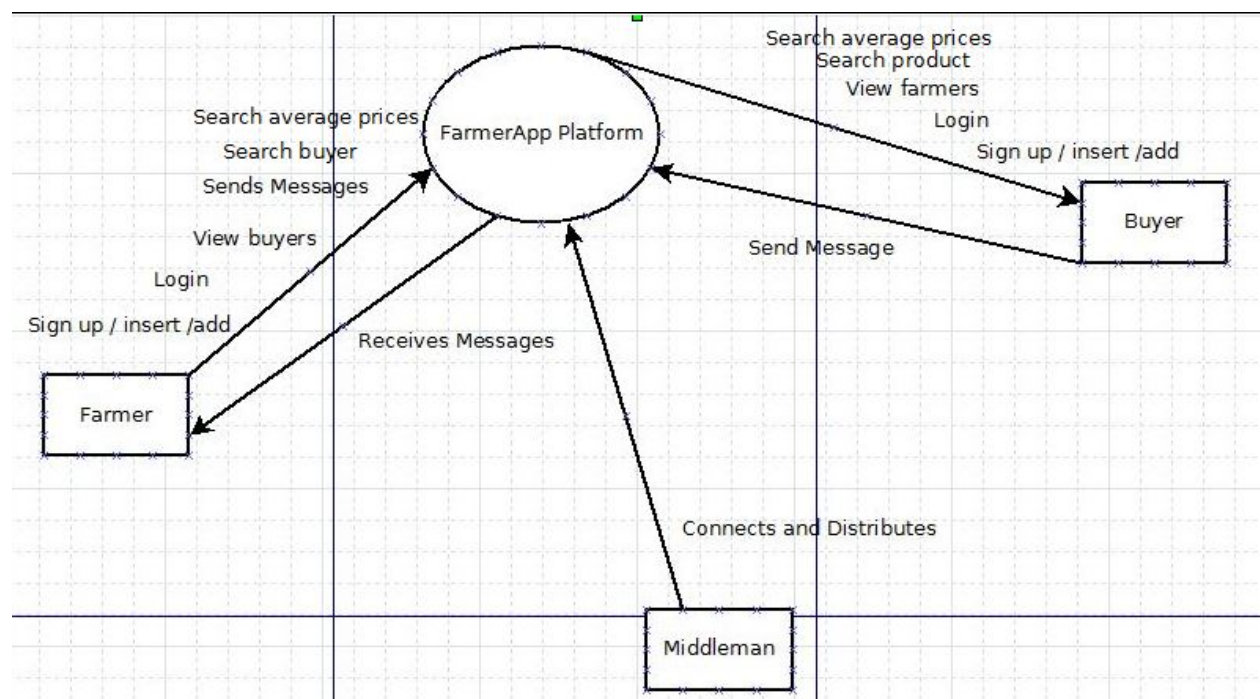 Search average prices
Search product
View farmers
Login
Sign up / insert /add
FarmerApp Platform
Search average prices
Search buyer
Sends Messages
View buyers
Login
Sign up / insert /add
Buyer
Send Message
Receives Messages
Farmer
Connects and Distributes
Middleman